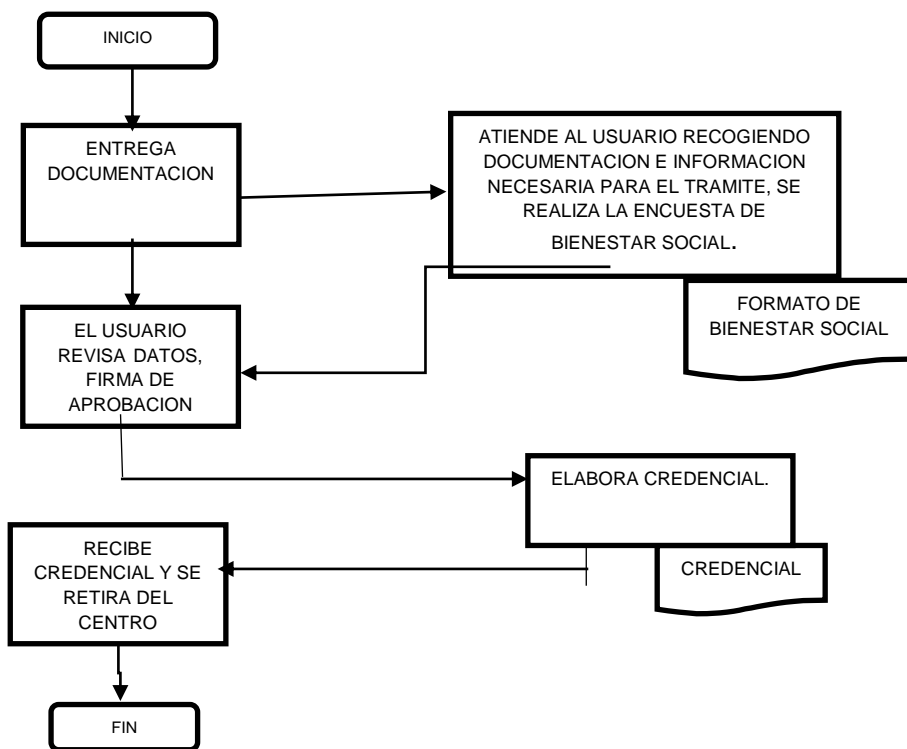 INICIO
ENTREGA
DOCUMENTACION
ATIENDE AL USUARIO RECOGIENDO
DOCUMENTACION E INFORMACION
NECESARIA PARA EL TRAMITE, SE
REALIZA LA ENCUESTA DE
BIENESTAR SOCIAL.
FORMATO DE
BIENESTAR SOCIAL
EL USUARIO
REVISA DATOS,
FIRMA DE
APROBACION
ELABORA CREDENCIAL.
CREDENCIAL
RECIBE
CREDENCIAL Y SE
RETIRA DEL
CENTRO
FIN